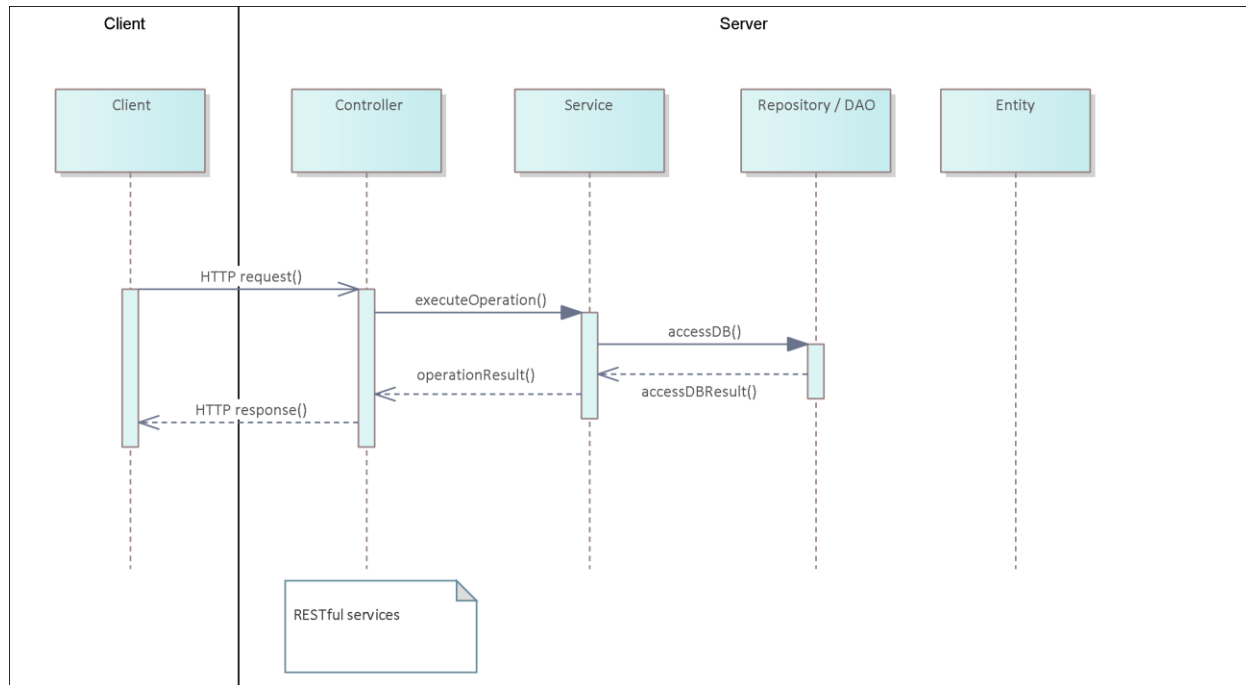 Client
Server
Client
Controller
Service
Repository / DAO
Entity
HTTP request()
executeOperation()
accessDB()
operationResult()
accessDBResult()
HTTP response()
RESTful services